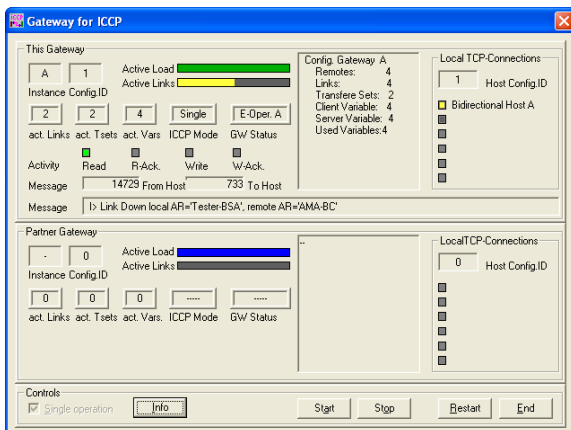 Gateway for ICCP
This Gateway
A 1
Instance Config.ID
Active Load
Active Links
2 2 4 Single E-Oper. A
act. Links act. Tsets act. Vars ICCP Mode GW Status
Activity Read R-Ack. Write W-Ack.
Message 14729 From Host 733 To Host
Message I> Link Down local AR='Tester-BSA', remote AR='AMA-BC'
Config. Gateway A
Remotes: 4
Links: 4
Transfere Sets: 2
Client Variable: 4
Server Variable: 4
Used Variables:4
Local TCP-Connections
1 Host Config.ID
Bidirectional Host A
Partner Gateway
- 0
Instance Config.ID
Active Load
Active Links
0 0 0 ----- -----
act. Links act. Tsets act. Vars. ICCP Mode GW Status
--
LocalTCP-Connections
0 Host Config.ID
Controls
Single operation
Info
Start Stop Restart End